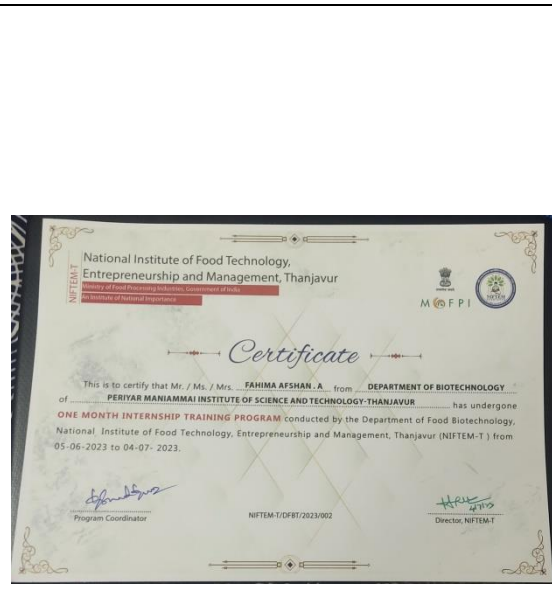 National Institute of Food Technology,
Entrepreneurship and Management, Thanjavur
NIFTEM-T
Ministry of Food Processing Industries, Government of India
An Institute of National Importance
MOFPI
NIFTEM
Certificate
This is to certify that Mr. / Ms. / Mrs. FAHIMA AFSHAN . A from DEPARTMENT OF BIOTECHNOLOGY
of PERIYAR MANIAMMAI INSTITUTE OF SCIENCE AND TECHNOLOGY-THANJAVUR has undergone
ONE MONTH INTERNSHIP TRAINING PROGRAM conducted by the Department of Food Biotechnology,
National Institute of Food Technology, Entrepreneurship and Management, Thanjavur (NIFTEM-T ) from
05-06-2023 to 04-07- 2023.
Program Coordinator
NIFTEM-T/DFBT/2023/002
Director, NIFTEM-T